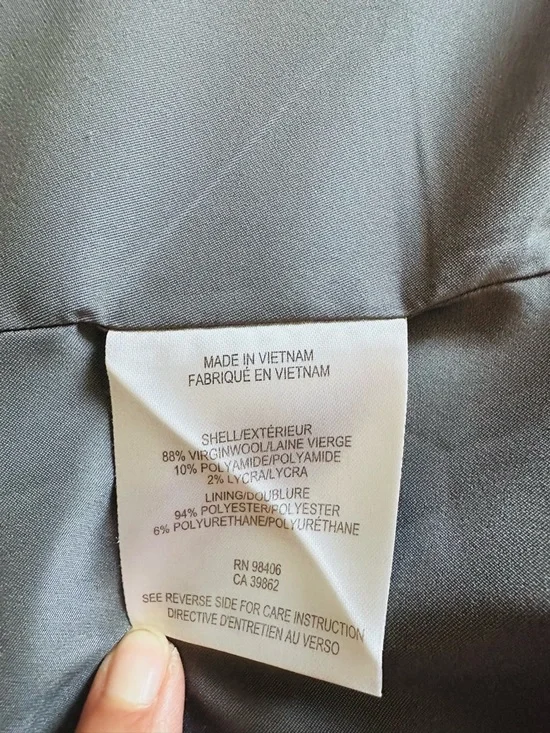 MADE IN VIETNAM
FABRIQUÉ EN VIETNAM
SHELL/EXTÉRIEUR
88% VIRGINWOOL/LAINE VIERGE
10% POLYAMIDE/POLYAMIDE
2% LYCRA/LYCRA
LINING/DOUBLURE
94% POLYESTER/POLYESTER
6% POLYURETHANE/POLYURÉTHANE
RN 98406
CA 39862
SEE REVERSE SIDE FOR CARE INSTRUCTION
DIRECTIVE D'ENTRETIEN AU VERSO